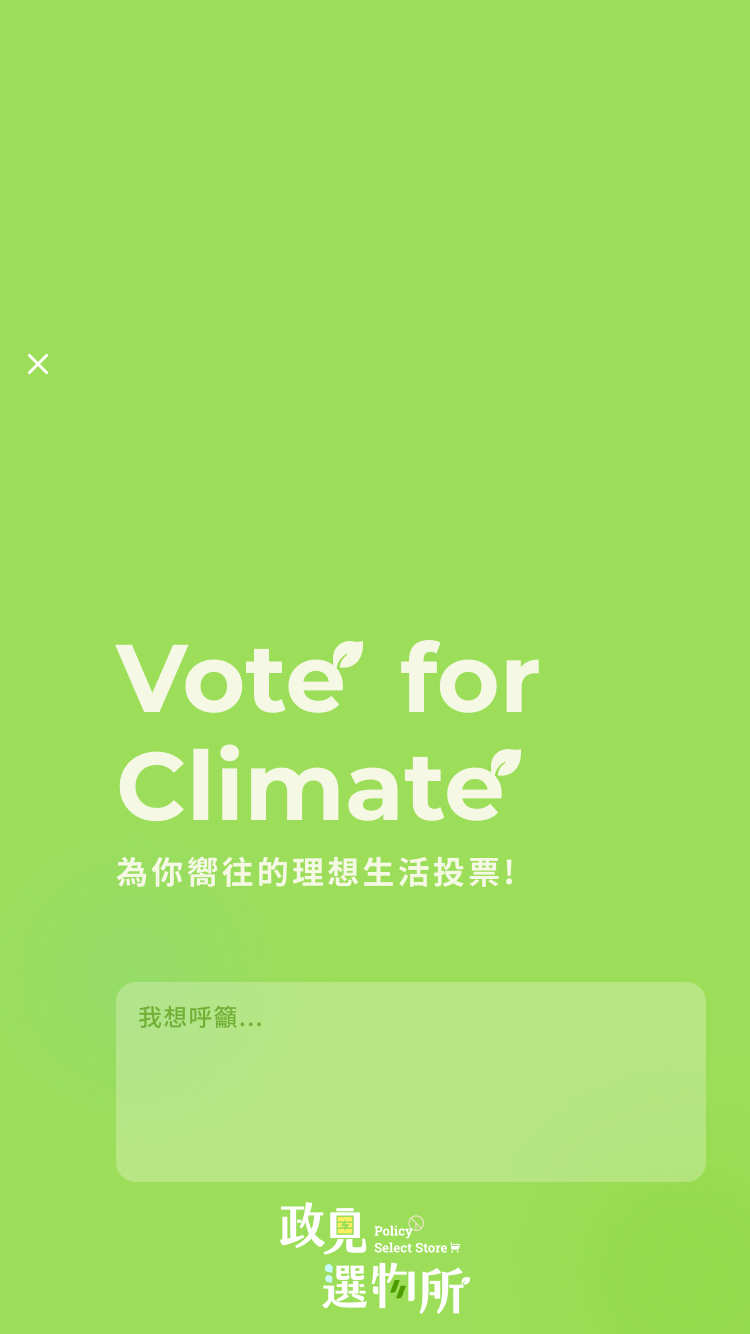 Vote for
Climate
為你嚮往的理想生活投票!
我想呼籲...
政見
Policy
Select Store
選物所